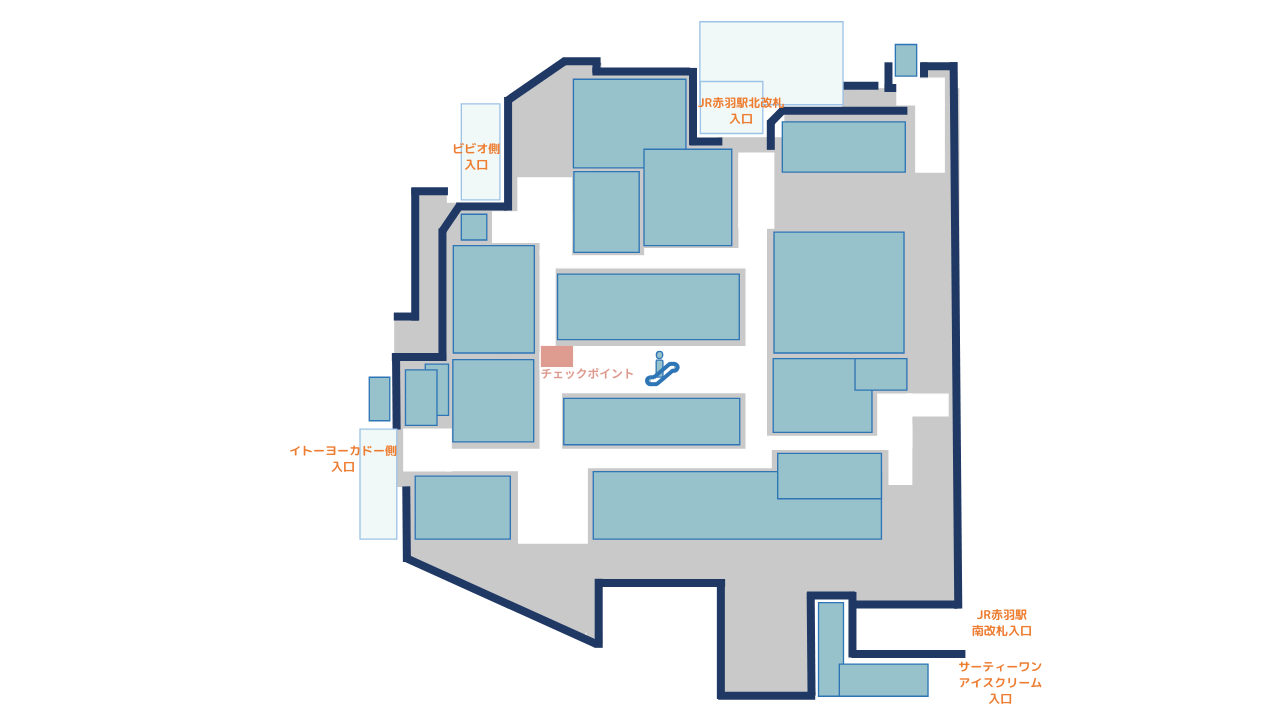 JR赤羽駅北改札
入口
ビビオ側
入口
チェックポイント
イトーヨーカドー側
入口
JR赤羽駅
南改札入口
サーティーワン
アイスクリーム
入口